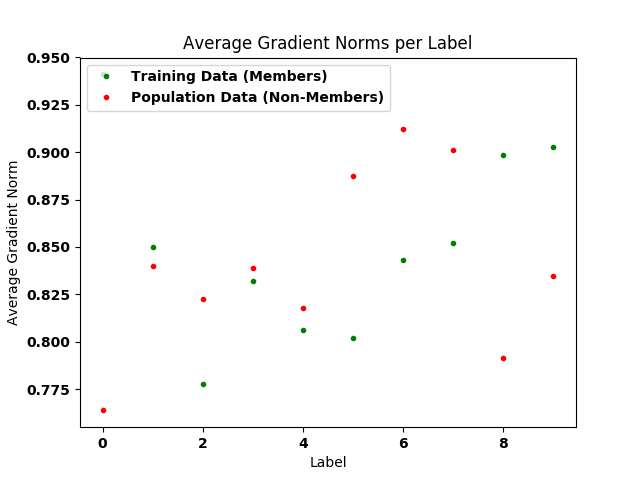 Average Gradient Norms per Label
0.950
0.925
0.900
0.875
0.850
0.825
0.800
0.775
Average Gradient Norm
Training Data (Members)
Population Data (Non-Members)
0 2 4 6 8
Label